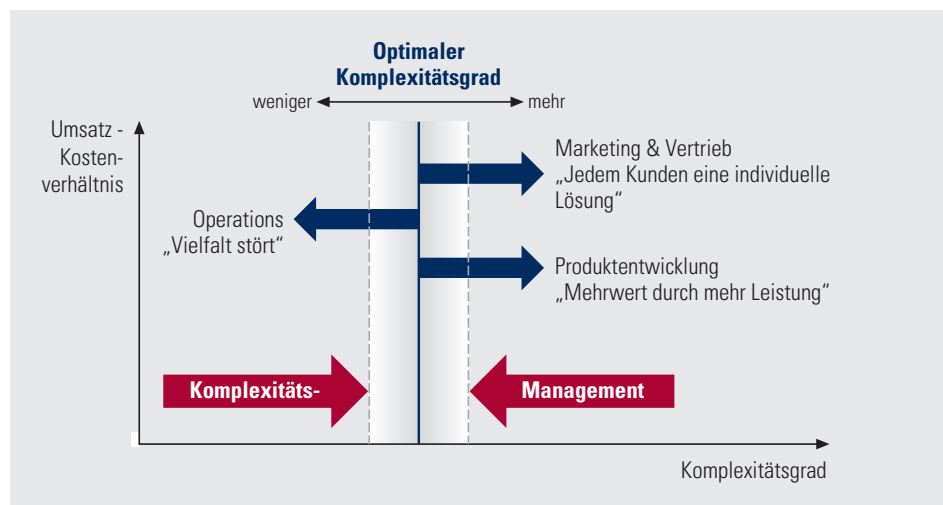 Optimaler
Komplexitätsgrad
weniger
mehr
Umsatz -
Kosten-
verhältnis
Marketing & Vertrieb
„Jedem Kunden eine individuelle
Lösung“
Operations
„Vielfalt stört“
Produktentwicklung
„Mehrwert durch mehr Leistung“
Komplexitäts-
Management
Komplexitätsgrad